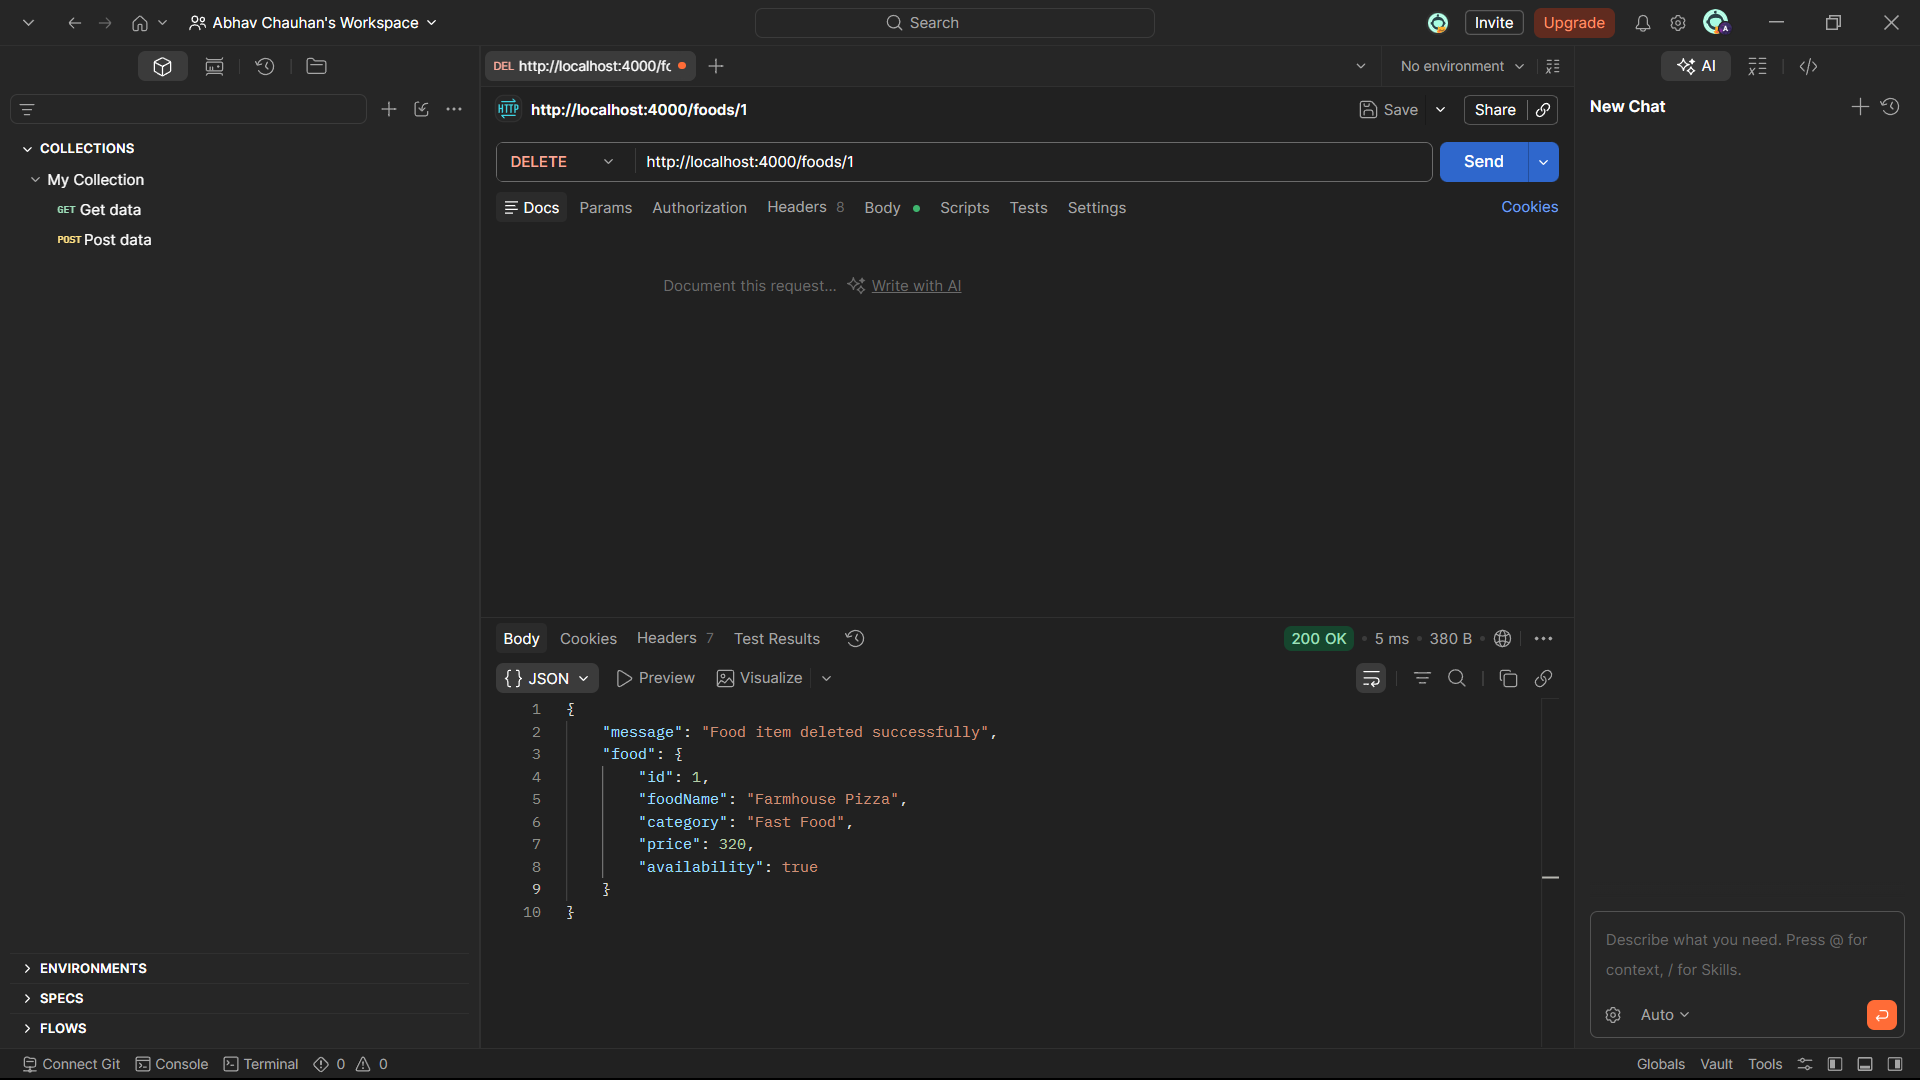 Abhav Chauhan's Workspace
Search
Invite
Upgrade
DEL http://localhost:4000/fo
No environment
AI
http://localhost:4000/foods/1
Save
Share
New Chat
COLLECTIONS
My Collection
GET Get data
POST Post data
DELETE
http://localhost:4000/foods/1
Send
Docs Params Authorization Headers 8 Body Scripts Tests Settings Cookies
Document this request... Write with AI
Body Cookies Headers 7 Test Results
200 OK • 5 ms • 380 B
{} JSON Preview Visualize
1 {
2 "message": "Food item deleted successfully",
3 "food": {
4 "id": 1,
5 "foodName": "Farmhouse Pizza",
6 "category": "Fast Food",
7 "price": 320,
8 "availability": true
9 }
10 }
Describe what you need. Press @ for
context, / for Skills.
Auto
ENVIRONMENTS
SPECS
FLOWS
Connect Git Console Terminal 0 0
Globals Vault Tools